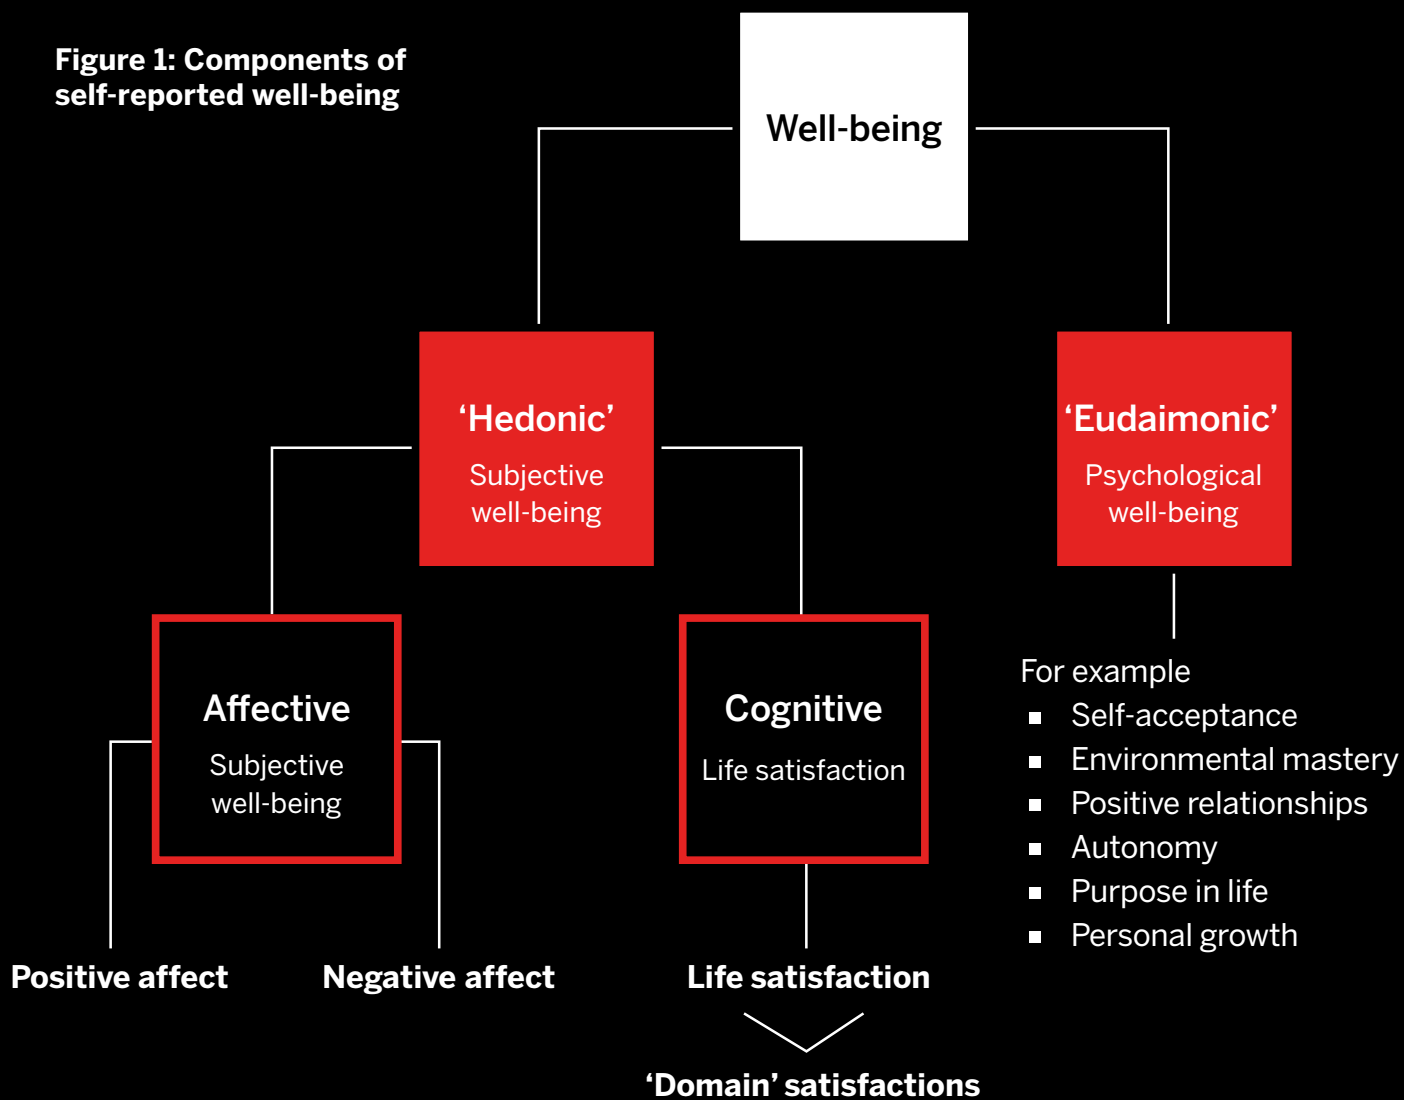 Figure 1: Components of
self-reported well-being
Well-being
‘Hedonic’
Subjective
well-being
‘Eudaimonic’
Psychological
well-being
Affective
Subjective
well-being
Cognitive
Life satisfaction
For example
▪ Self-acceptance
▪ Environmental mastery
▪ Positive relationships
▪ Autonomy
▪ Purpose in life
▪ Personal growth
Positive affect
Negative affect
Life satisfaction
‘Domain’ satisfactions